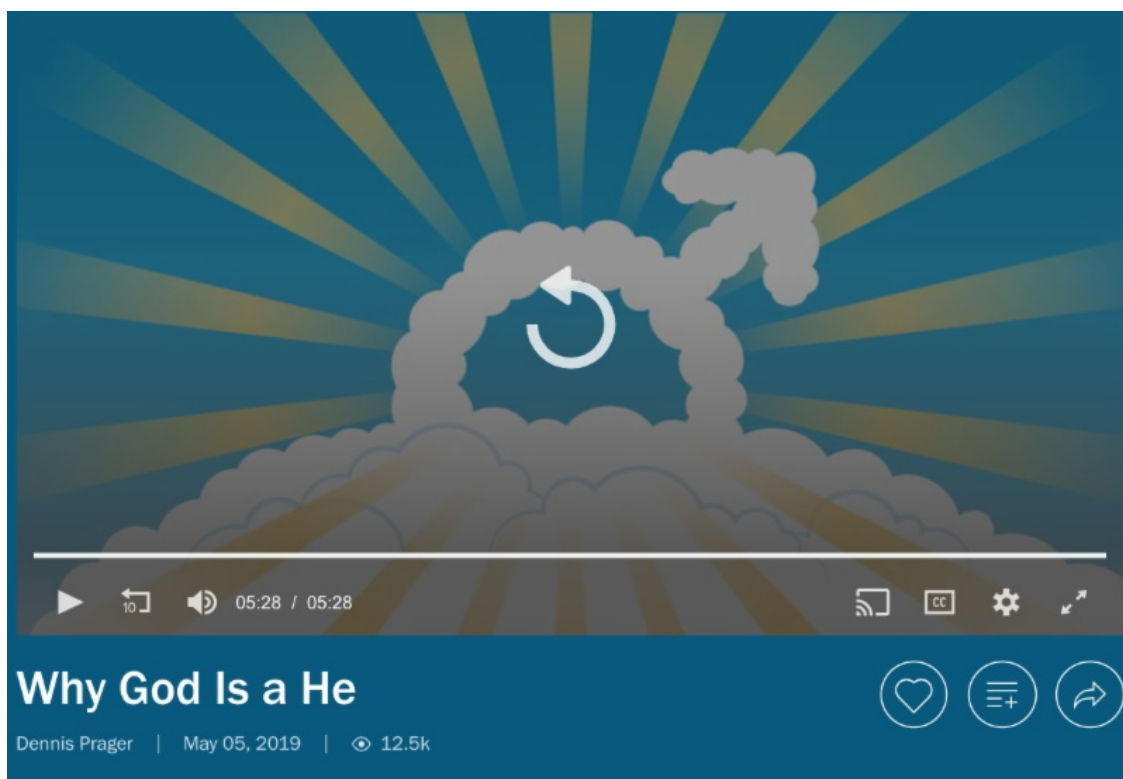 10
05:28 / 05:28
CC
Why God Is a He
Dennis Prager | May 05, 2019 | 12.5k